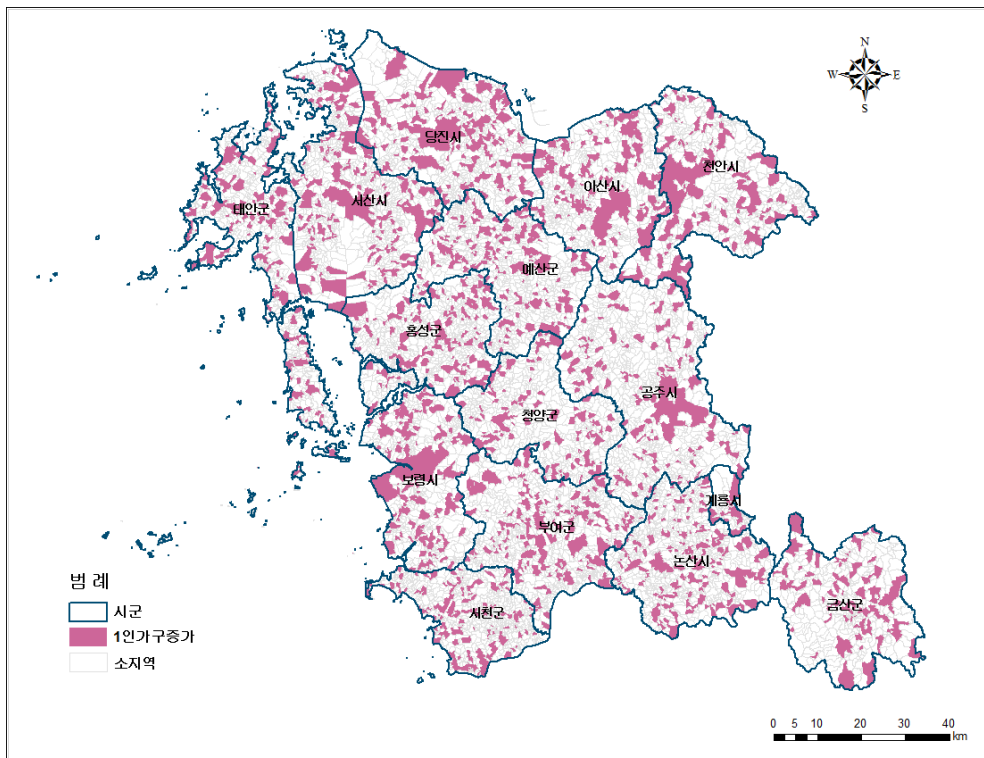 N
W E
S
당진시
천안시
아산시
서산시
태안군
예산군
홍성군
공주시
청양군
보령시
계룡시
부여군
논산시
금산군
서천군
범 례
시군
1인가구증가
소지역
0 5 10 20 30 40
km